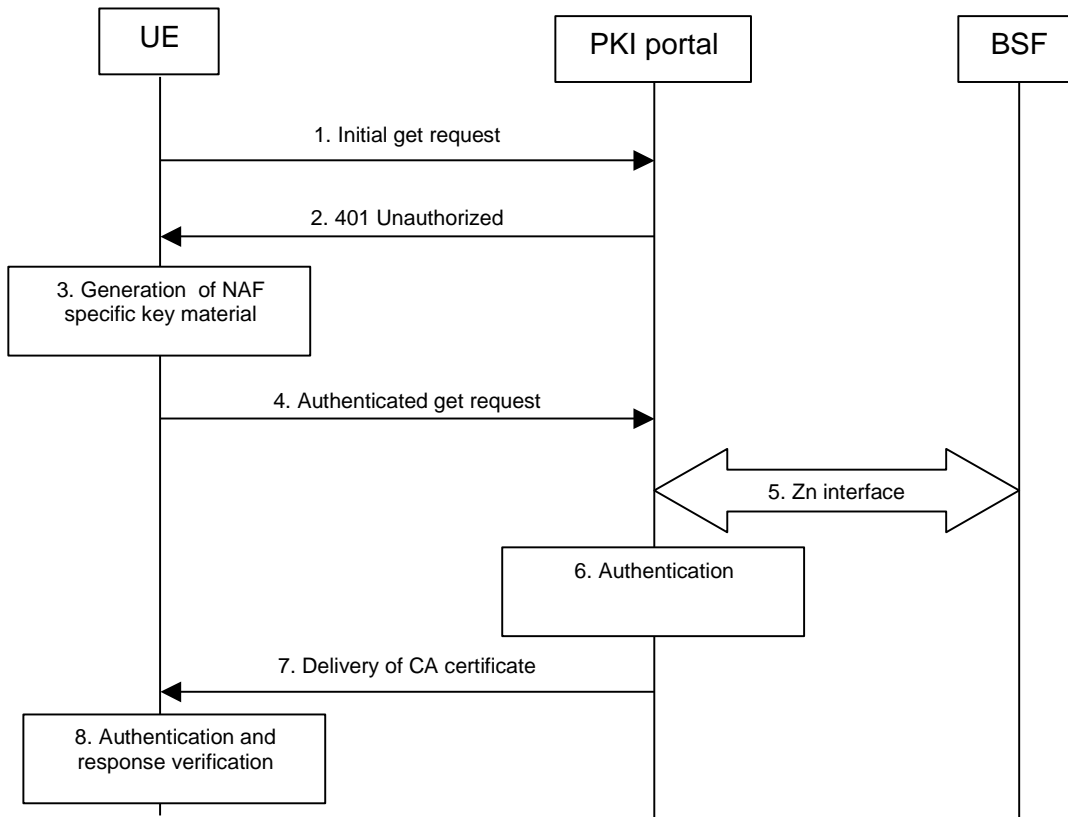 UE
PKI portal
BSF
1. Initial get request
2. 401 Unauthorized
3. Generation of NAF
specific key material
4. Authenticated get request
5. Zn interface
6. Authentication
7. Delivery of CA certificate
8. Authentication and
response verification